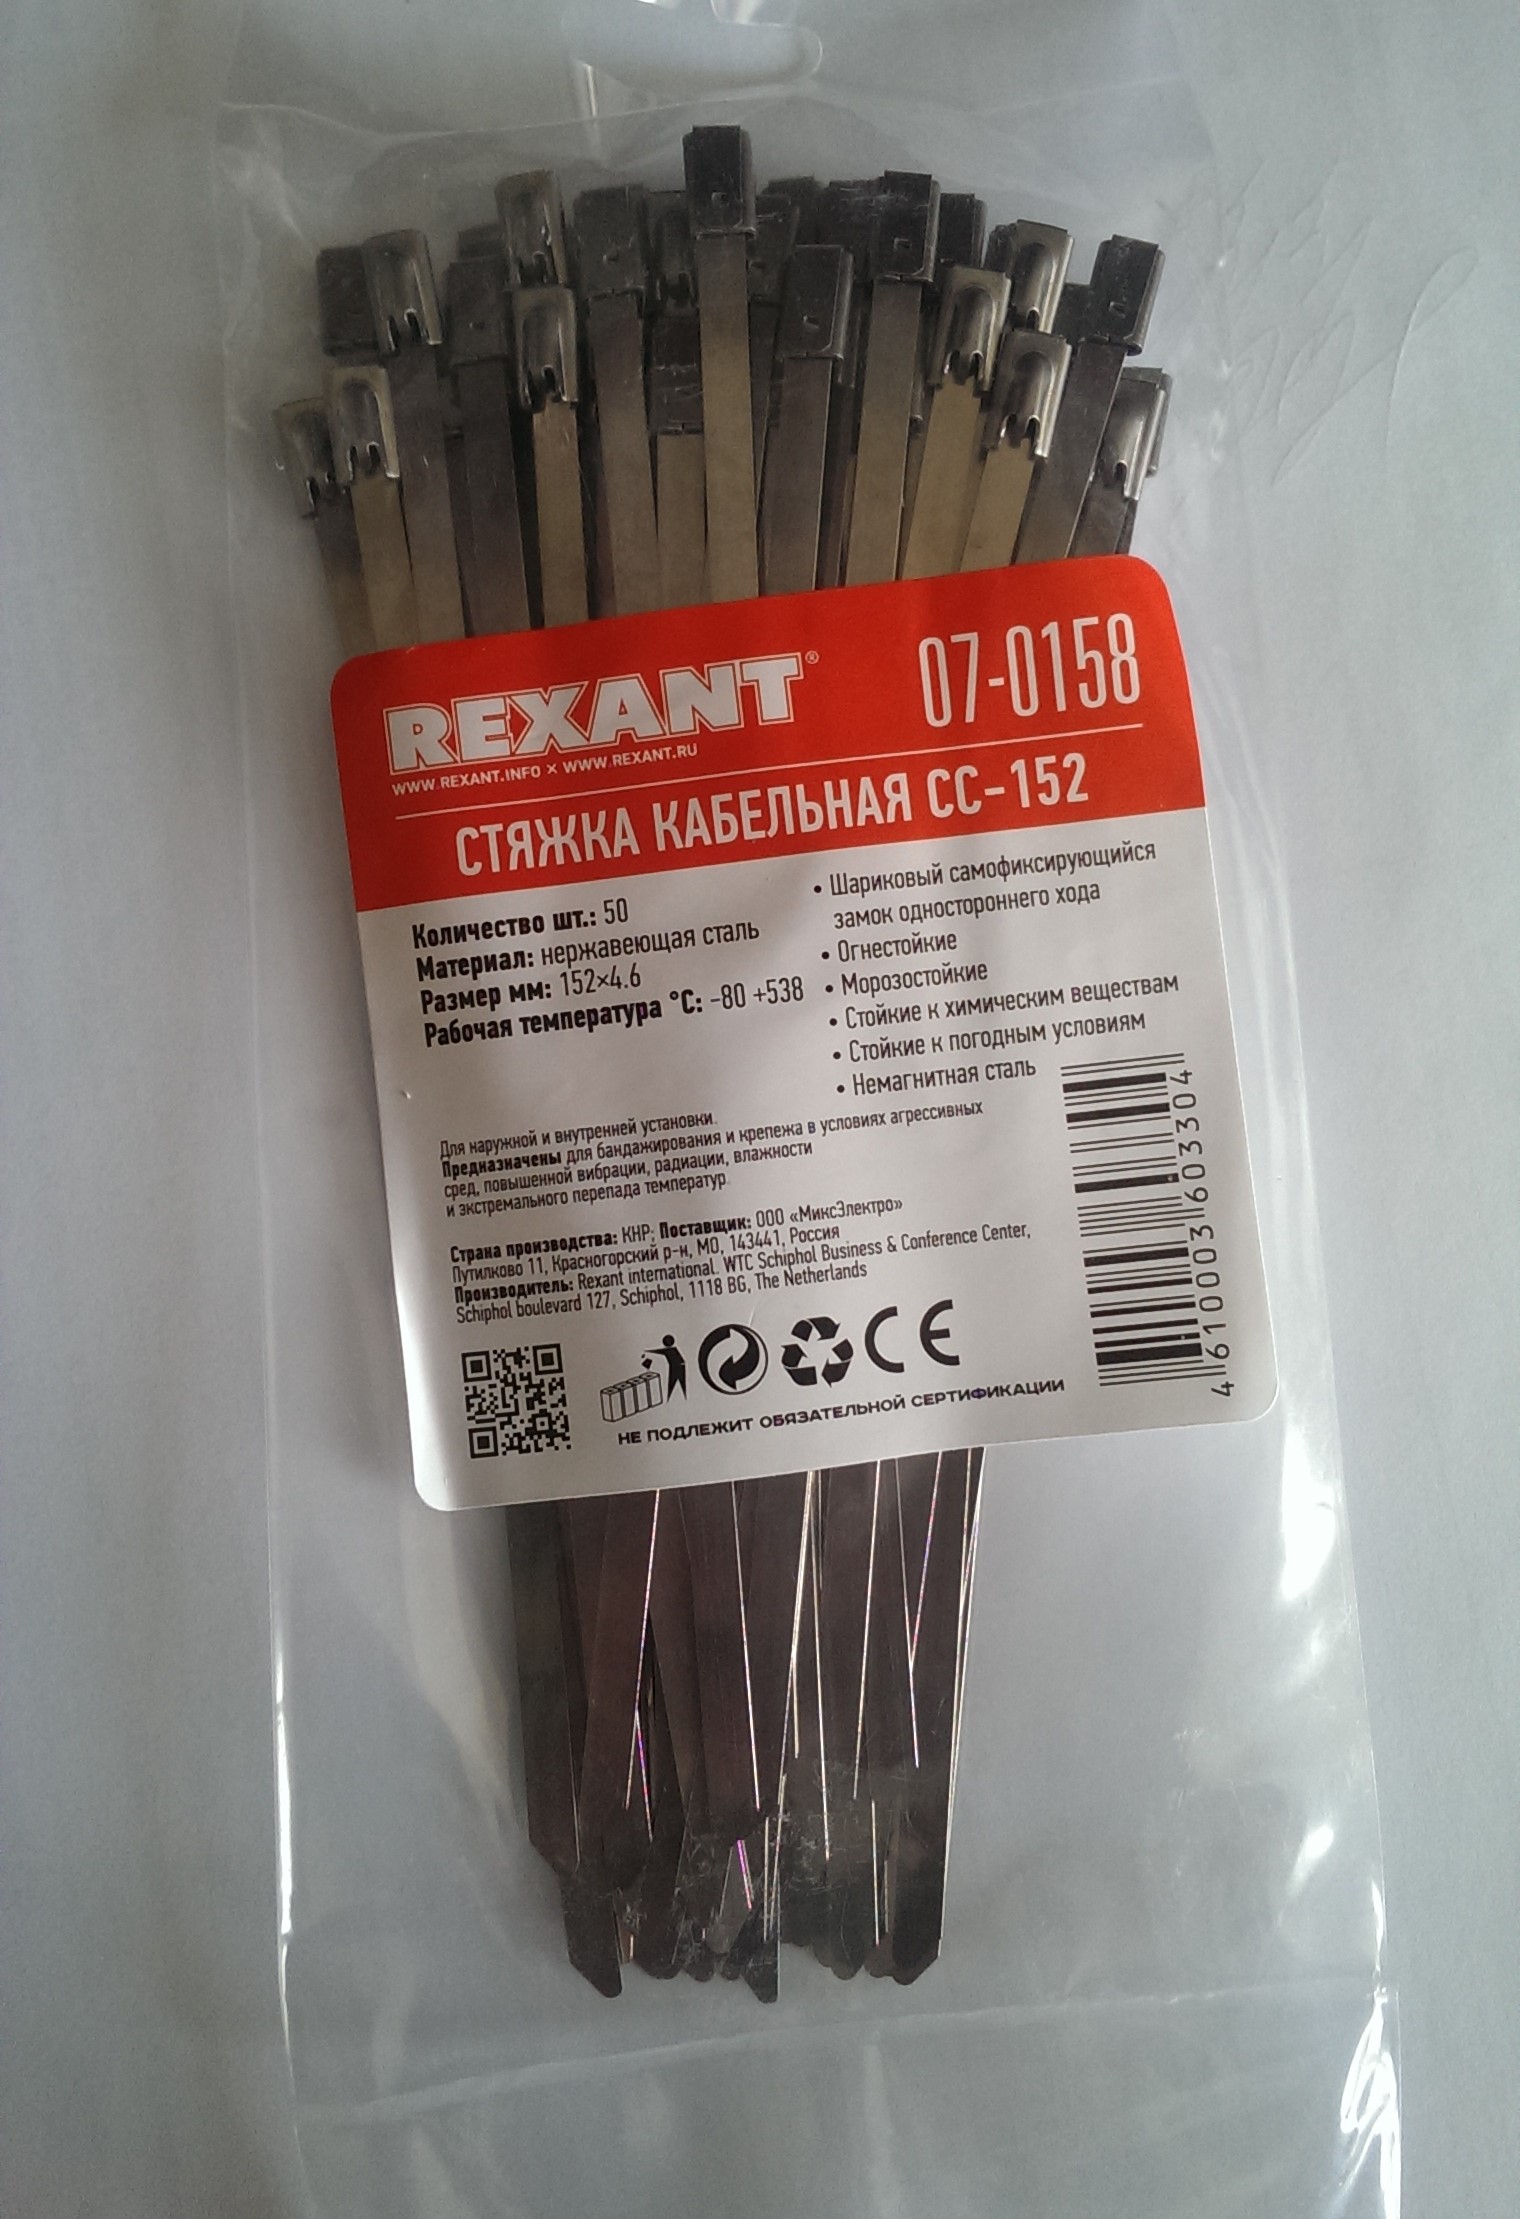 REXANT®
07-0158
WWW.REXANT.INFO × WWW.REXANT.RU
СТЯЖКА КАБЕЛЬНАЯ СС-152
Количество шт.: 50
Материал: нержавеющая сталь
Размер мм: 152×4.6
Рабочая температура °C: -80 +538
• Шариковый самофиксирующийся
замок одностороннего хода
• Огнестойкие
• Морозостойкие
• Стойкие к химическим веществам
• Стойкие к погодным условиям
• Немагнитная сталь
Для наружной и внутренней установки.
Предназначены для бандажирования и крепежа в условиях агрессивных
сред, повышенной вибрации, радиации, влажности
и экстремального перепада температур.
Страна производства: КНР; Поставщик: ООО «МиксЭлектро»
Путилково 11, Красногорский р-н, МО, 143441, Россия
Производитель: Rexant international. WTC Schiphol Business & Conference Center,
Schiphol boulevard 127, Schiphol, 1118 BG, The Netherlands
CE
НЕ ПОДЛЕЖИТ ОБЯЗАТЕЛЬНОЙ СЕРТИФИКАЦИИ
4 610003 603304